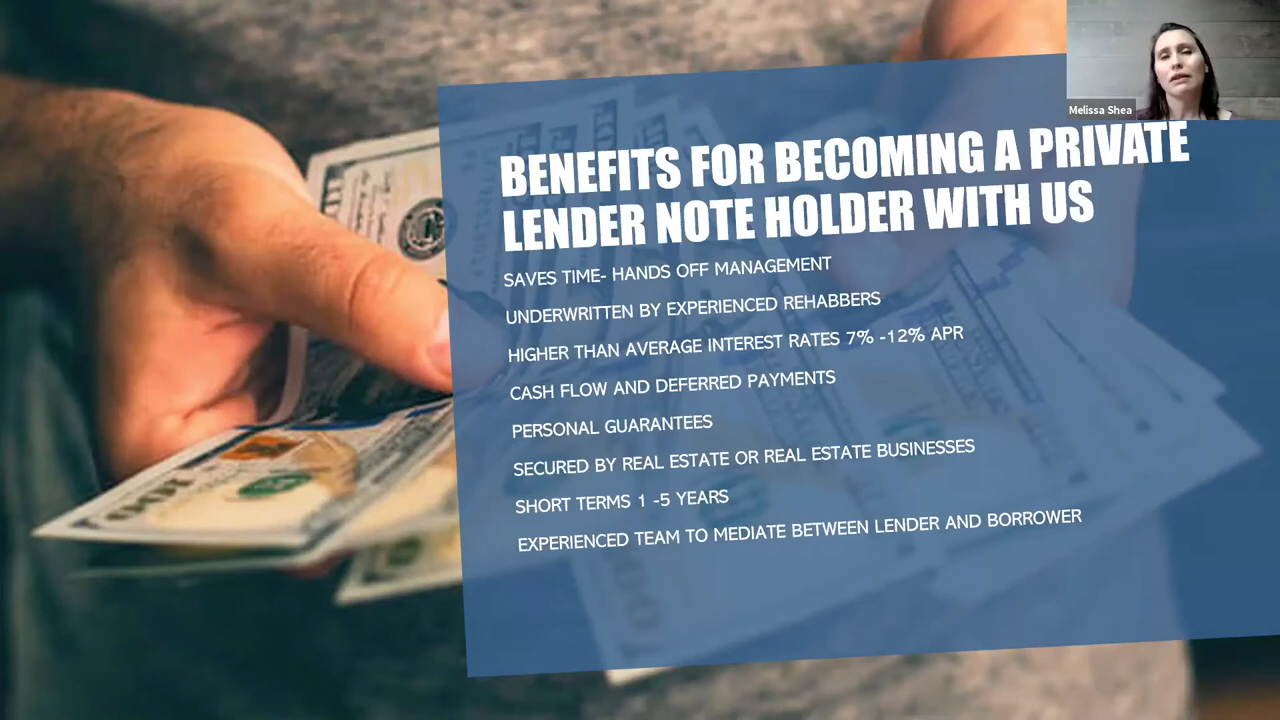 Melissa Shea
BENEFITS FOR BECOMING A PRIVATE
LENDER NOTE HOLDER WITH US
SAVES TIME- HANDS OFF MANAGEMENT
UNDERWRITTEN BY EXPERIENCED REHABBERS
HIGHER THAN AVERAGE INTEREST RATES 7% -12% APR
CASH FLOW AND DEFERRED PAYMENTS
PERSONAL GUARANTEES
SECURED BY REAL ESTATE OR REAL ESTATE BUSINESSES
SHORT TERMS 1 -5 YEARS
EXPERIENCED TEAM TO MEDIATE BETWEEN LENDER AND BORROWER